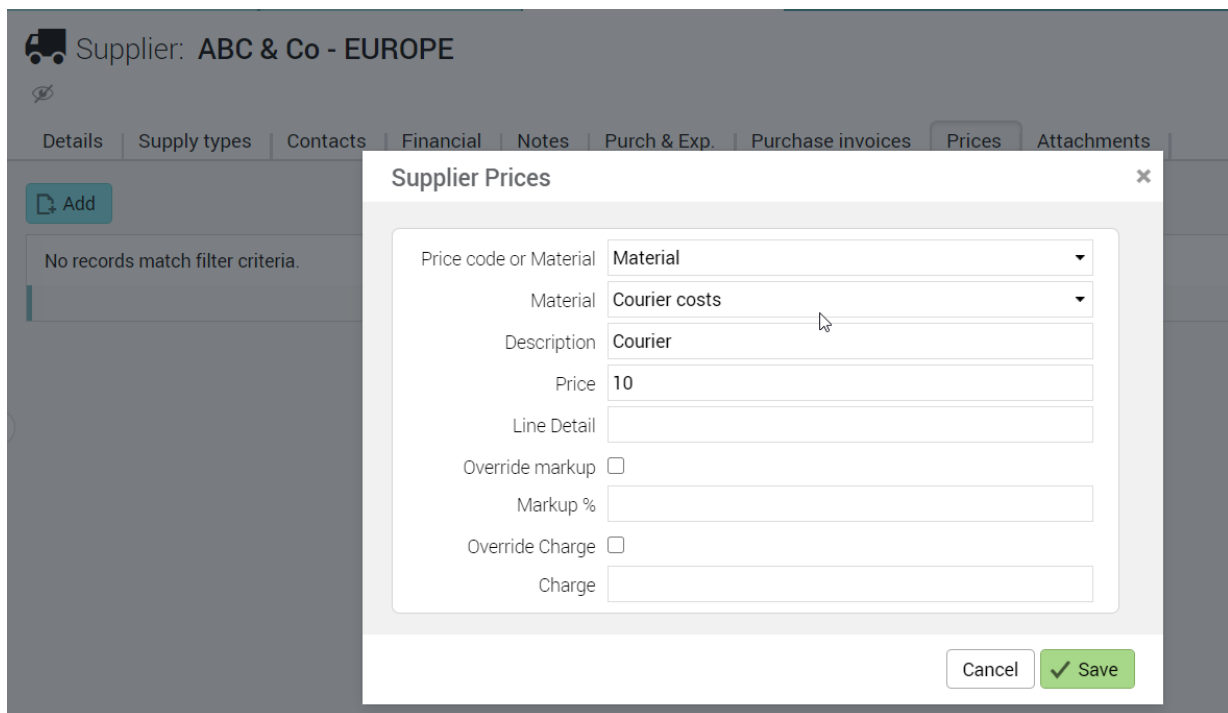 Supplier: ABC & Co - EUROPE
Details Supply types Contacts Financial Notes Purch & Exp. Purchase invoices Prices Attachments
Add
No records match filter criteria.
Supplier Prices
Price code or Material Material
Material Courier costs
Description Courier
Price 10
Line Detail
Override markup
Markup %
Override Charge
Charge
Cancel Save